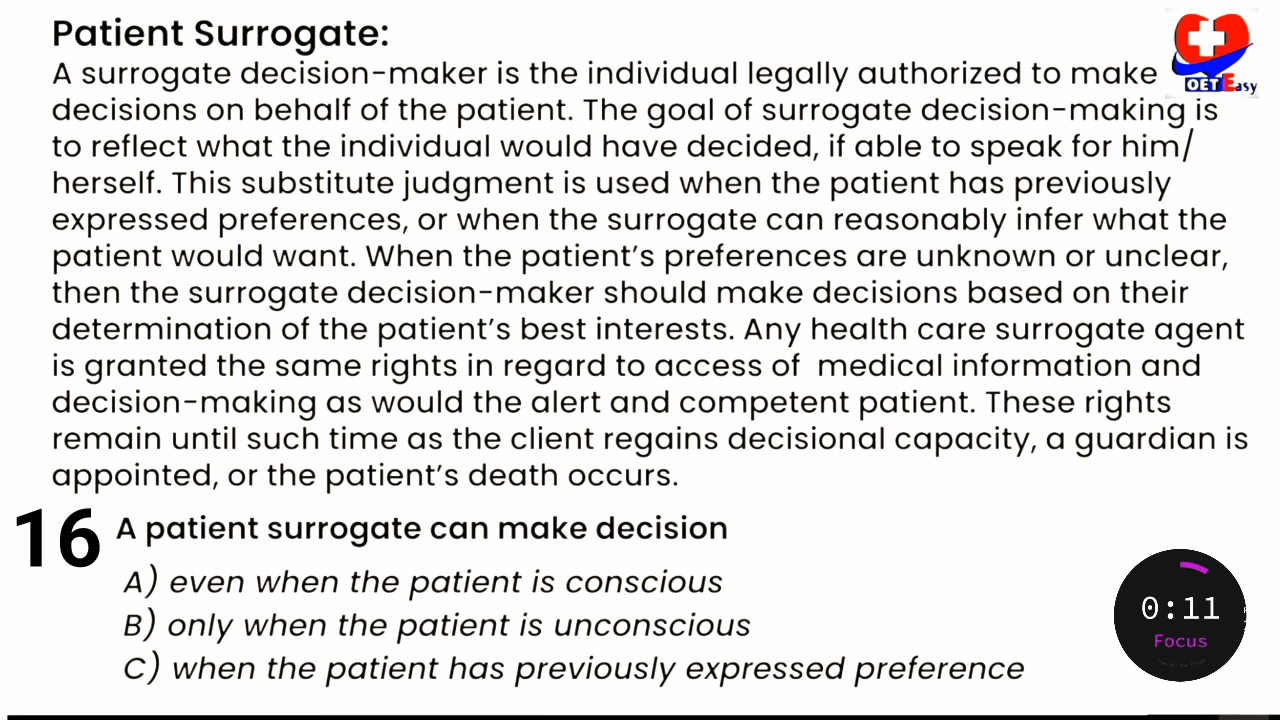 Patient Surrogate:
A surrogate decision-maker is the individual legally authorized to make
decisions on behalf of the patient. The goal of surrogate decision-making is
to reflect what the individual would have decided, if able to speak for him/
herself. This substitute judgment is used when the patient has previously
expressed preferences, or when the surrogate can reasonably infer what the
patient would want. When the patient’s preferences are unknown or unclear,
then the surrogate decision-maker should make decisions based on their
determination of the patient’s best interests. Any health care surrogate agent
is granted the same rights in regard to access of medical information and
decision-making as would the alert and competent patient. These rights
remain until such time as the client regains decisional capacity, a guardian is
appointed, or the patient’s death occurs.
OET Easy
16 A patient surrogate can make decision
A) even when the patient is conscious
B) only when the patient is unconscious
C) when the patient has previously expressed preference
0:11
Focus